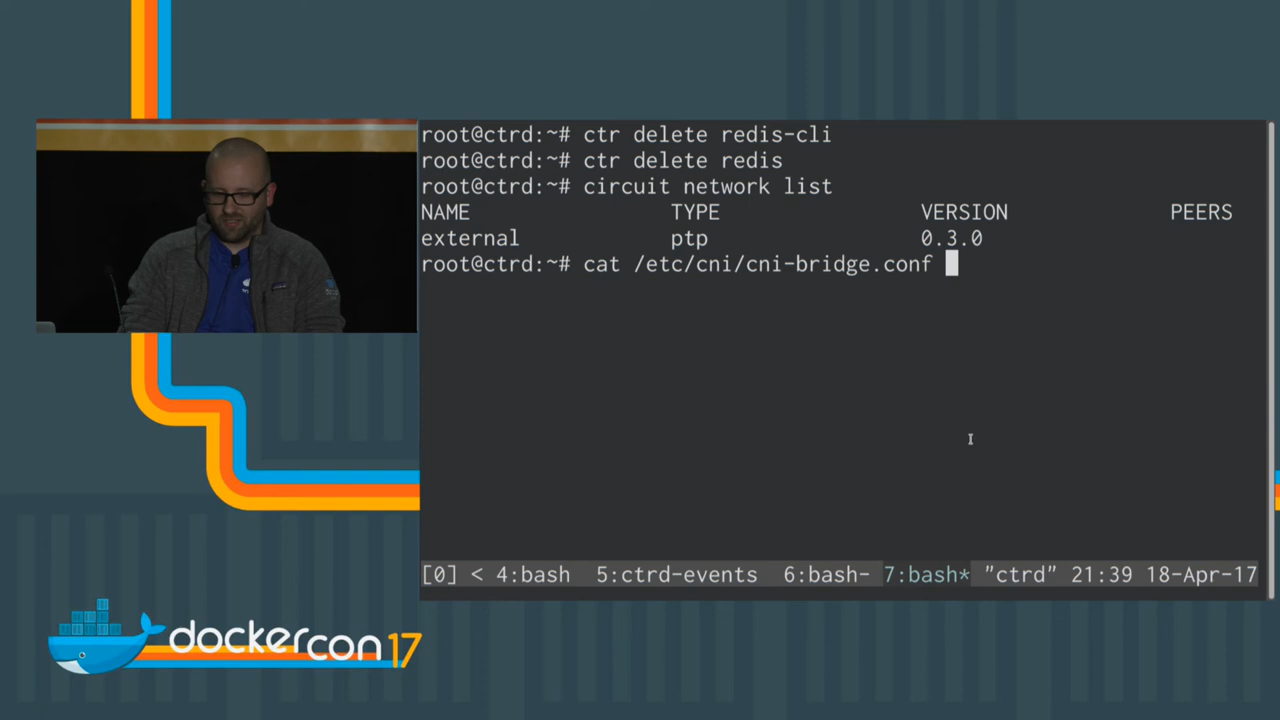 root@ctrd:~# ctr delete redis-cli
root@ctrd:~# ctr delete redis
root@ctrd:~# circuit network list
NAME TYPE VERSION PEERS
external ptp 0.3.0
root@ctrd:~# cat /etc/cni/cni-bridge.conf
[0] < 4:bash 5:ctrd-events 6:bash- 7:bash* "ctrd" 21:39 18-Apr-17
dockercon 17